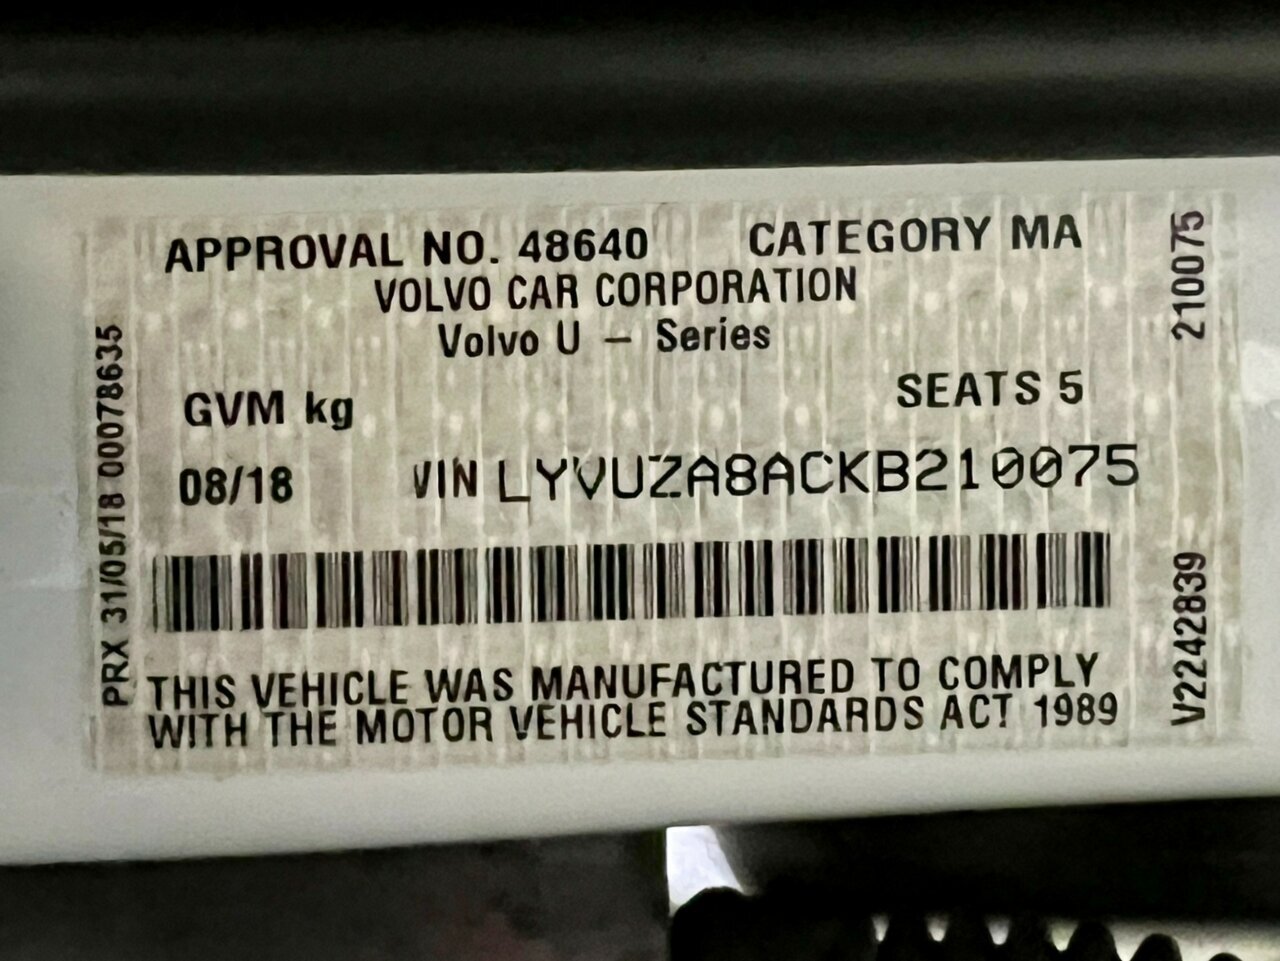 APPROVAL NO. 48640 CATEGORY MA
VOLVO CAR CORPORATION
Volvo U – Series
GVM kg SEATS 5
08/18 VIN LYVUZA8ACKB210075
THIS VEHICLE WAS MANUFACTURED TO COMPLY
WITH THE MOTOR VEHICLE STANDARDS ACT 1989
PRX 31/05/18 00078635
210075
V2242839